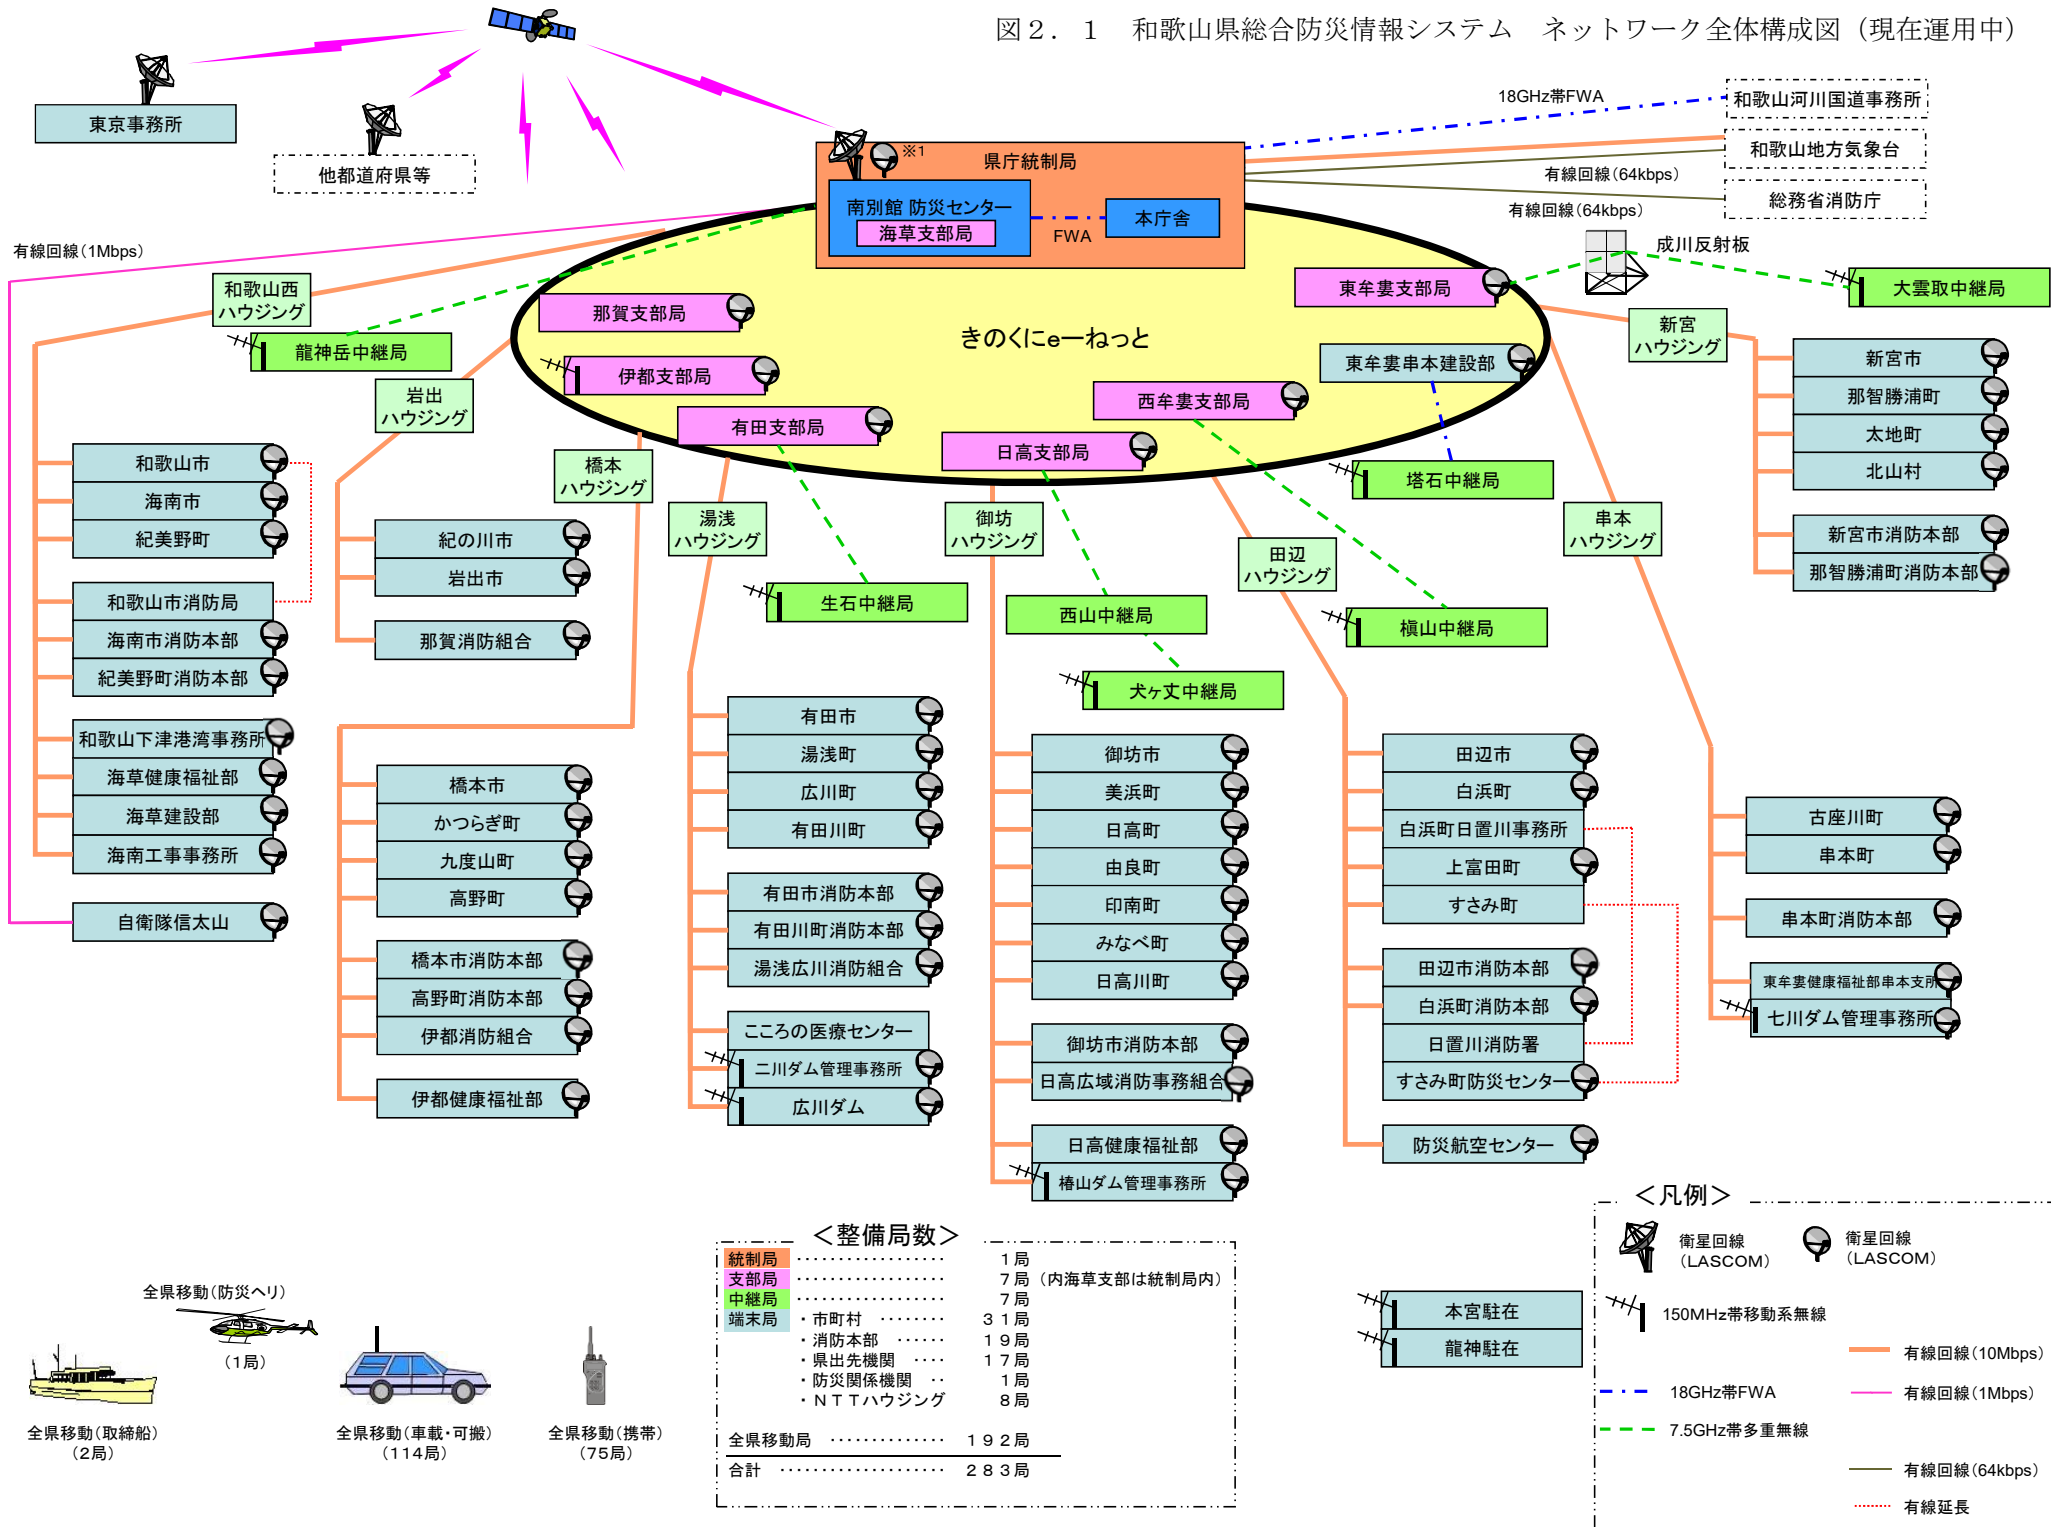 図２．１　和歌山県総合防災情報システム　ネットワーク全体構成図（現在運用中）
東京事務所
他都道府県等
※1
県庁統制局
南別館 防災センター
海草支部局
FWA
本庁舎
18GHz帯FWA
和歌山河川国道事務所
和歌山地方気象台
有線回線(64kbps)
総務省消防庁
有線回線(64kbps)
成川反射板
大雲取中継局
有線回線(1Mbps)
和歌山西
ハウジング
龍神岳中継局
岩出
ハウジング
橋本
ハウジング
湯浅
ハウジング
御坊
ハウジング
田辺
ハウジング
串本
ハウジング
新宮
ハウジング
きのくにeーねっと
那賀支部局
伊都支部局
有田支部局
日高支部局
西牟婁支部局
東牟婁支部局
東牟婁串本建設部
塔石中継局
生石中継局
西山中継局
犬ヶ丈中継局
槇山中継局
和歌山市
海南市
紀美野町
和歌山市消防局
海南市消防本部
紀美野町消防本部
和歌山下津港湾事務所
海草健康福祉部
海草建設部
海南工事事務所
自衛隊信太山
紀の川市
岩出市
那賀消防組合
橋本市
かつらぎ町
九度山町
高野町
橋本市消防本部
高野町消防本部
伊都消防組合
伊都健康福祉部
有田市
湯浅町
広川町
有田川町
有田市消防本部
有田川町消防本部
湯浅広川消防組合
こころの医療センター
二川ダム管理事務所
広川ダム
御坊市
美浜町
日高町
由良町
印南町
みなべ町
日高川町
御坊市消防本部
日高広域消防事務組合
日高健康福祉部
椿山ダム管理事務所
田辺市
白浜町
白浜町日置川事務所
上富田町
すさみ町
田辺市消防本部
白浜町消防本部
日置川消防署
すさみ町防災センター
防災航空センター
新宮市
那智勝浦町
太地町
北山村
新宮市消防本部
那智勝浦町消防本部
古座川町
串本町
串本町消防本部
東牟婁健康福祉部串本支所
七川ダム管理事務所
全県移動(防災ヘリ)
(1局)
全県移動(取締船)
(2局)
全県移動(車載・可搬)
(114局)
全県移動(携帯)
(75局)
＜整備局数＞
統制局 ・・・・・・・・・・・・・・・・・・ １局
支部局 ・・・・・・・・・・・・・・・・・・ ７局（内海草支部は統制局内）
中継局 ・・・・・・・・・・・・・・・・・・ ７局
端末局 ・市町村 ・・・・・・・・ ３１局
・消防本部 ・・・・・・ １９局
・県出先機関 ・・・・ １７局
・防災関係機関 ・・ １局
・ＮＴＴハウジング ８局
全県移動局 ・・・・・・・・・・・・・・ １９２局
合計 ・・・・・・・・・・・・・・・・・・・・ ２８３局
本宮駐在
龍神駐在
＜凡例＞
衛星回線
(LASCOM)
衛星回線
(LASCOM)
150MHz帯移動系無線
有線回線(10Mbps)
18GHz帯FWA
有線回線(1Mbps)
7.5GHz帯多重無線
有線回線(64kbps)
有線延長